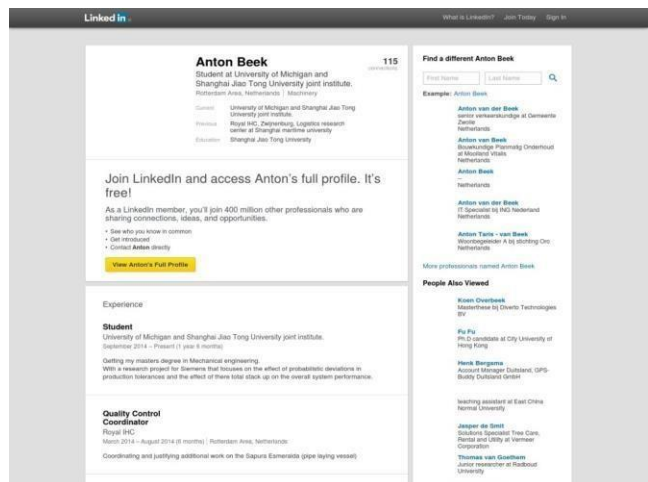 Linked in
What is LinkedIn? Join Today Sign In
Anton Beek
115
Student at University of Michigan and
Shanghai Jiao Tong University joint institute.
Rotterdam Area, Netherlands | Machinery
Current University of Michigan and Shanghai Jiao Tong
University joint institute.
Previous Royal IHC, Zwijnenburg, Logistics research
center at Shanghai maritime university
Education Shanghai Jiao Tong University
Join LinkedIn and access Anton's full profile. It's
free!
As a LinkedIn member, you'll join 400 million other professionals who are
sharing connections, ideas, and opportunities.
• See who you know in common
• Get introduced
• Contact Anton directly
View Anton's Full Profile
Experience
Student
University of Michigan and Shanghai Jiao Tong University joint institute.
September 2014 – Present (1 year 9 months)
Getting my masters degree in Mechanical engineering.
With a research project for Siemens that focuses on the effect of probabilistic deviations in
production tolerances and the effect of there total stack up on the overall system performance.
Quality Control
Coordinator
Royal IHC
March 2014 – August 2014 (6 months) | Rotterdam Area, Netherlands
Coordinating and justifying additional work on the Sapura Esmeralda (pipe laying vessel)
Find a different Anton Beek
First Name Last Name
Example: Anton Beek
Anton van der Beek
senior verkeerskundige at Gemeente
Zwolle
Netherlands
Anton van Beek
Bouwkundige Planmatig Onderhoud
at Mooiland Vitalis
Netherlands
Anton Beek
--
Netherlands
Anton van der Beek
IT Specialist bij ING Nederland
Netherlands
Anton Taris - van Beek
Woonbegeleider A bij stichting Oro
Netherlands
More professionals named Anton Beek
People Also Viewed
Koen Overbeek
Masterthese bij Diverto Technologies
BV
Fu Fu
Ph.D candidate at City University of
Hong Kong
Henk Bergsma
Account Manager Duitsland, GPS-
Buddy Duitsland GmbH
teaching assistant at East China
Normal University
Jasper de Smit
Solutions Specialist Tree Care,
Rental and Utility at Vermeer
Corporation
Thomas van Goethem
Junior researcher at Radboud
University